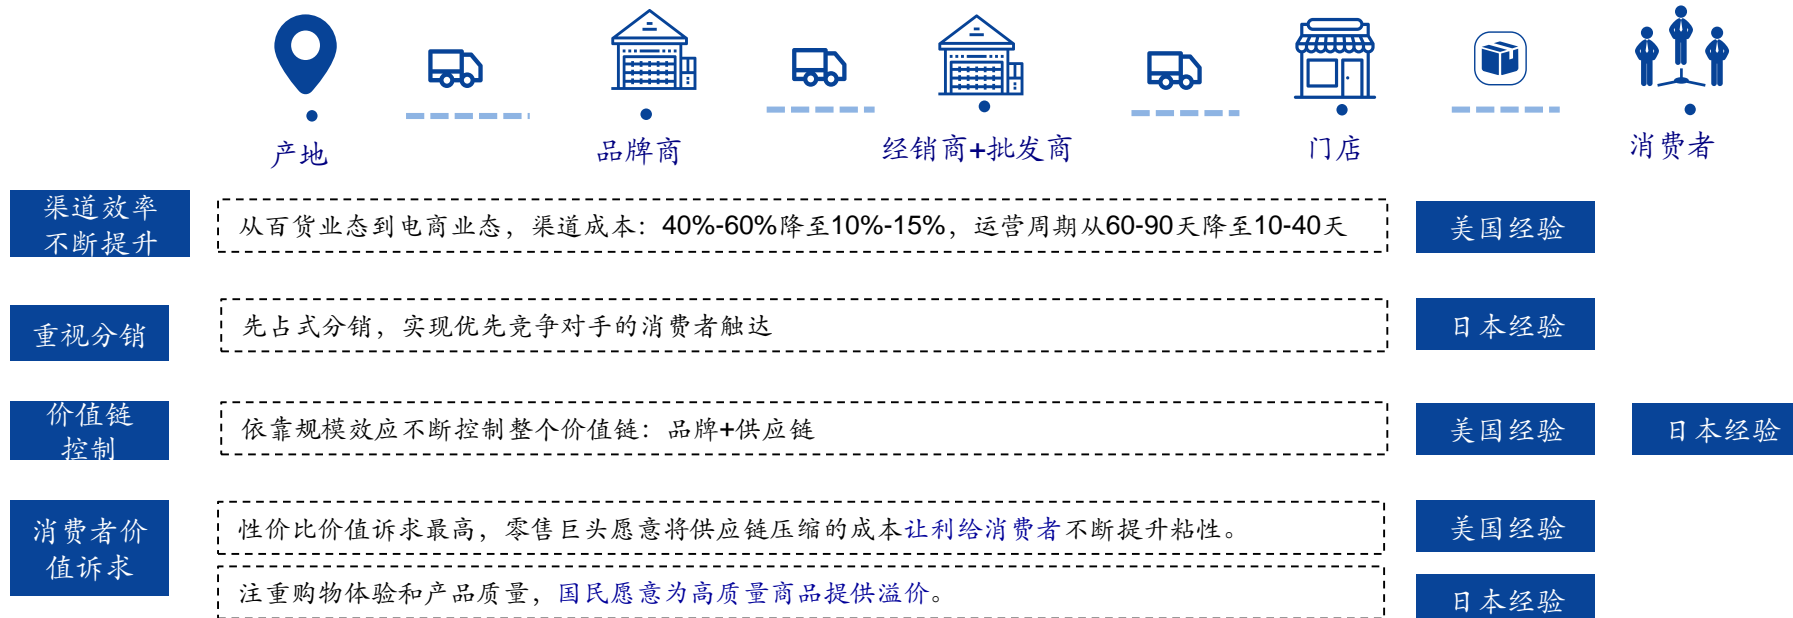 产地
品牌商
经销商+批发商
门店
消费者
渠道效率
不断提升
从百货业态到电商业态，渠道成本：40%-60%降至10%-15%，运营周期从60-90天降至10-40天
美国经验
重视分销
先占式分销，实现优先竞争对手的消费者触达
日本经验
价值链
控制
依靠规模效应不断控制整个价值链：品牌+供应链
美国经验
日本经验
消费者价
值诉求
性价比价值诉求最高，零售巨头愿意将供应链压缩的成本让利给消费者不断提升粘性。
美国经验
注重购物体验和产品质量，国民愿意为高质量商品提供溢价。
日本经验